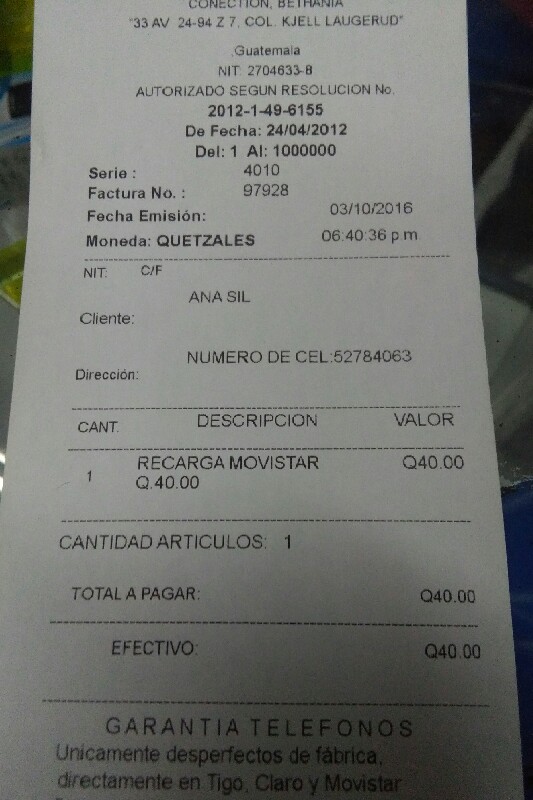 CONECTION, BETHANIA
"33 AV 24-94 Z 7, COL. KJELL LAUGERUD"
,Guatemala
NIT: 2704633-8
AUTORIZADO SEGUN RESOLUCION No.
2012-1-49-6155
De Fecha: 24/04/2012
Del: 1 Al: 1000000
Serie : 4010
Factura No. : 97928
Fecha Emisión: 03/10/2016
Moneda: QUETZALES 06:40:36 p.m.
NIT: C/F
ANA SIL
Cliente:
NUMERO DE CEL:52784063
Dirección:
CANT. DESCRIPCION VALOR
1 RECARGA MOVISTAR Q40.00
Q.40.00
CANTIDAD ARTICULOS: 1
TOTAL A PAGAR: Q40.00
EFECTIVO: Q40.00
GARANTIA TELEFONOS
Unicamente desperfectos de fábrica,
directamente en Tigo, Claro y Movistar